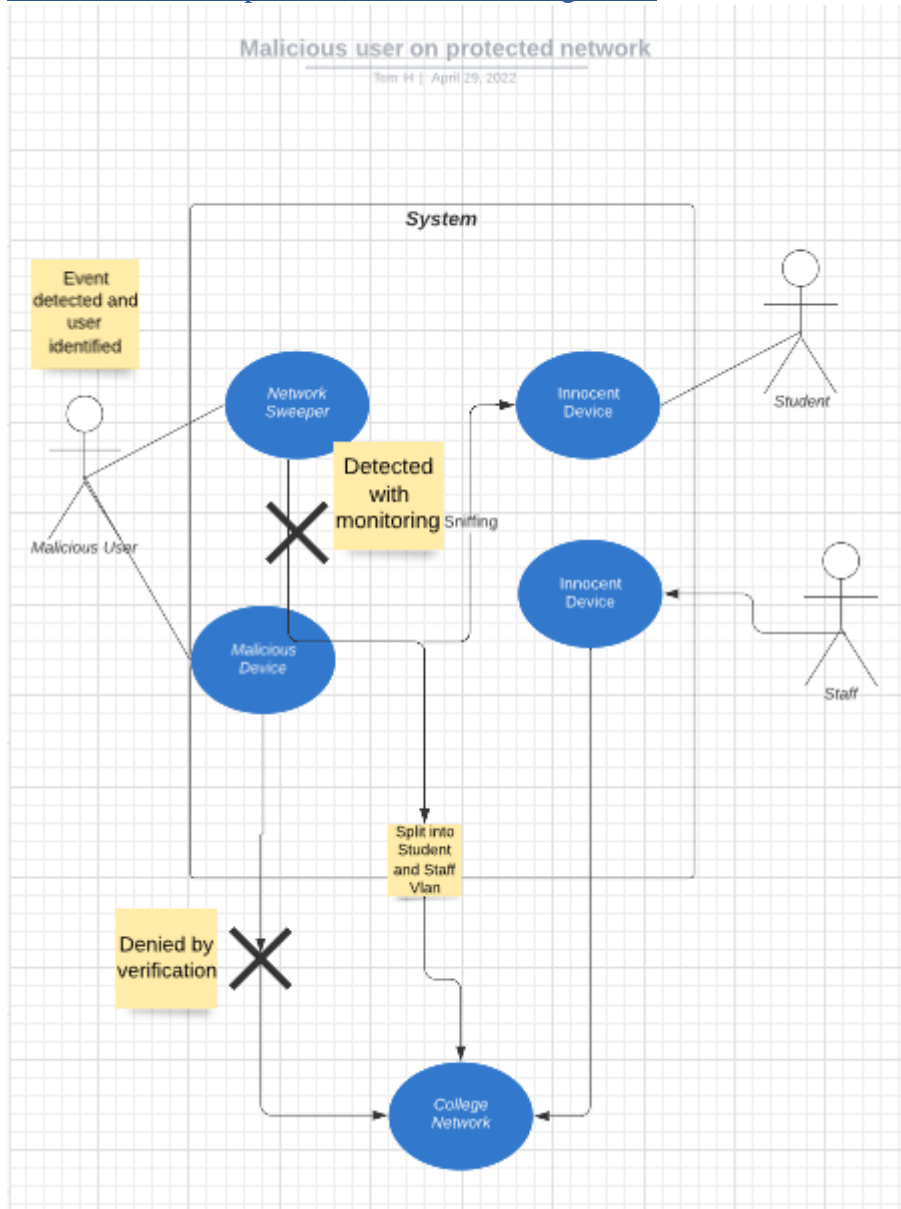 Malicious user on protected network
Tom H | April 29, 2022
System
Event
detected and
user
identified
Network
Sweeper
Innocent
Device
Student
Detected
with
monitoring
Sniffing
Malicious User
Innocent
Device
Malicious
Device
Staff
Split into
Student
and Staff
Vlan
Denied by
verification
College
Network